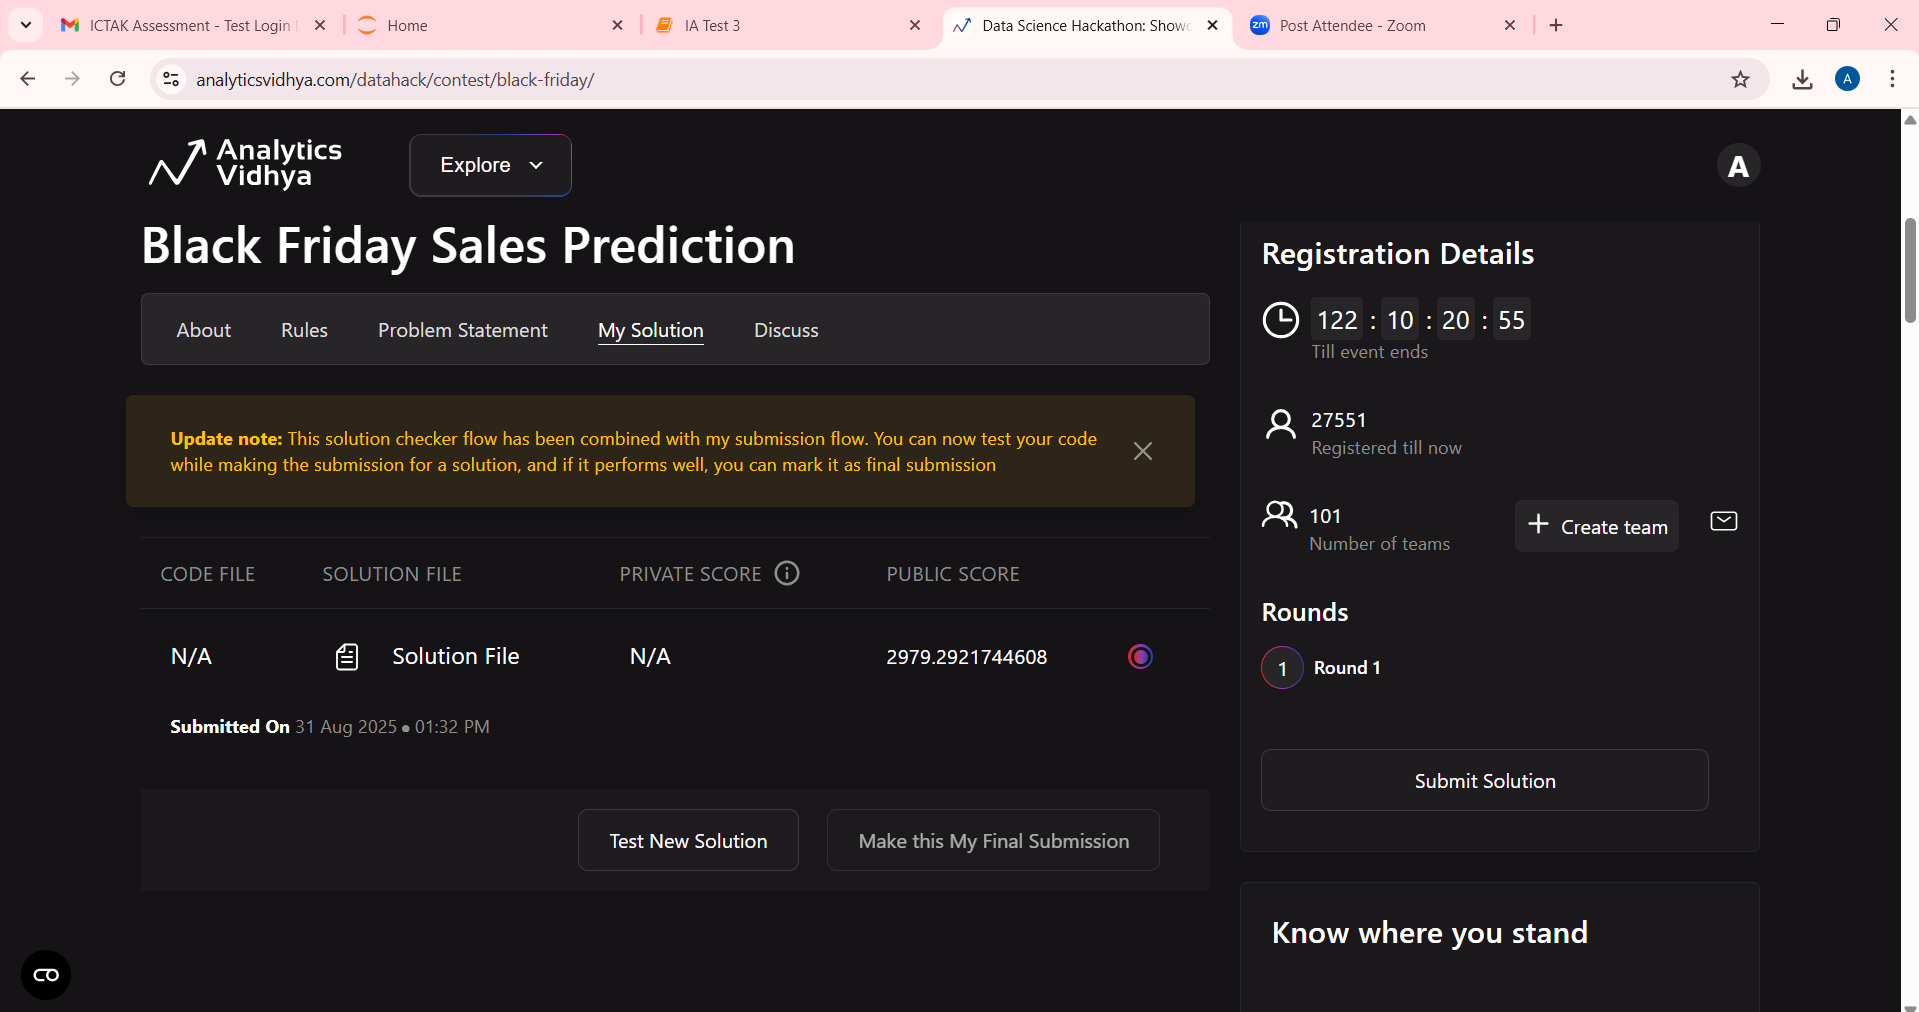 ICTAK Assessment - Test Login
Home
IA Test 3
Data Science Hackathon: Show
Post Attendee - Zoom
analyticsvidhya.com/datahack/contest/black-friday/
A
Analytics
Vidhya
Explore
A
Black Friday Sales Prediction
About
Rules
Problem Statement
My Solution
Discuss
Update note: This solution checker flow has been combined with my submission flow. You can now test your code
while making the submission for a solution, and if it performs well, you can mark it as final submission
CODE FILE
SOLUTION FILE
PRIVATE SCORE
PUBLIC SCORE
N/A
Solution File
N/A
2979.2921744608
Submitted On 31 Aug 2025 • 01:32 PM
Test New Solution
Make this My Final Submission
Registration Details
122 : 10 : 20 : 55
Till event ends
27551
Registered till now
101
Number of teams
+ Create team
Rounds
1 Round 1
Submit Solution
Know where you stand